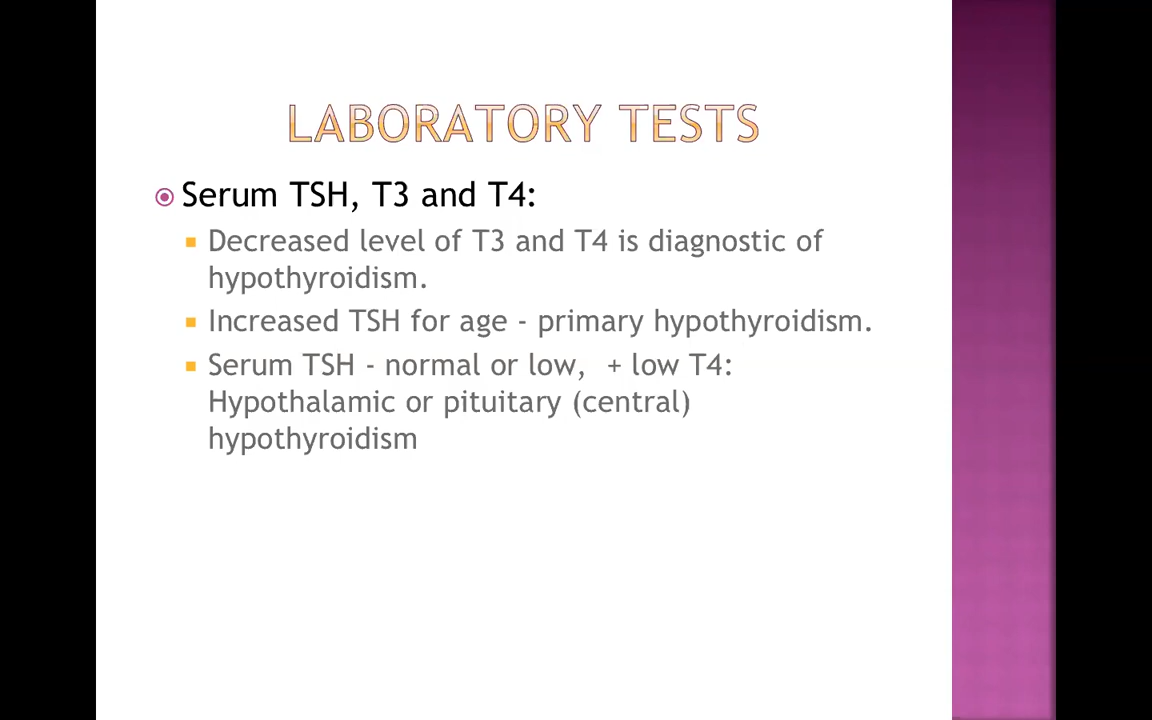 LABORATORY TESTS
Serum TSH, T3 and T4:
Decreased level of T3 and T4 is diagnostic of
hypothyroidism.
Increased TSH for age - primary hypothyroidism.
Serum TSH - normal or low, + low T4:
Hypothalamic or pituitary (central)
hypothyroidism